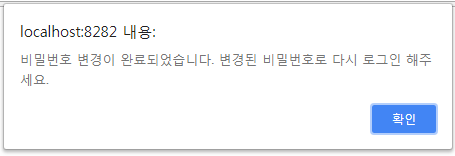 localhost:8282 내용:
비밀번호 변경이 완료되었습니다. 변경된 비밀번호로 다시 로그인 해주
세요.
확인